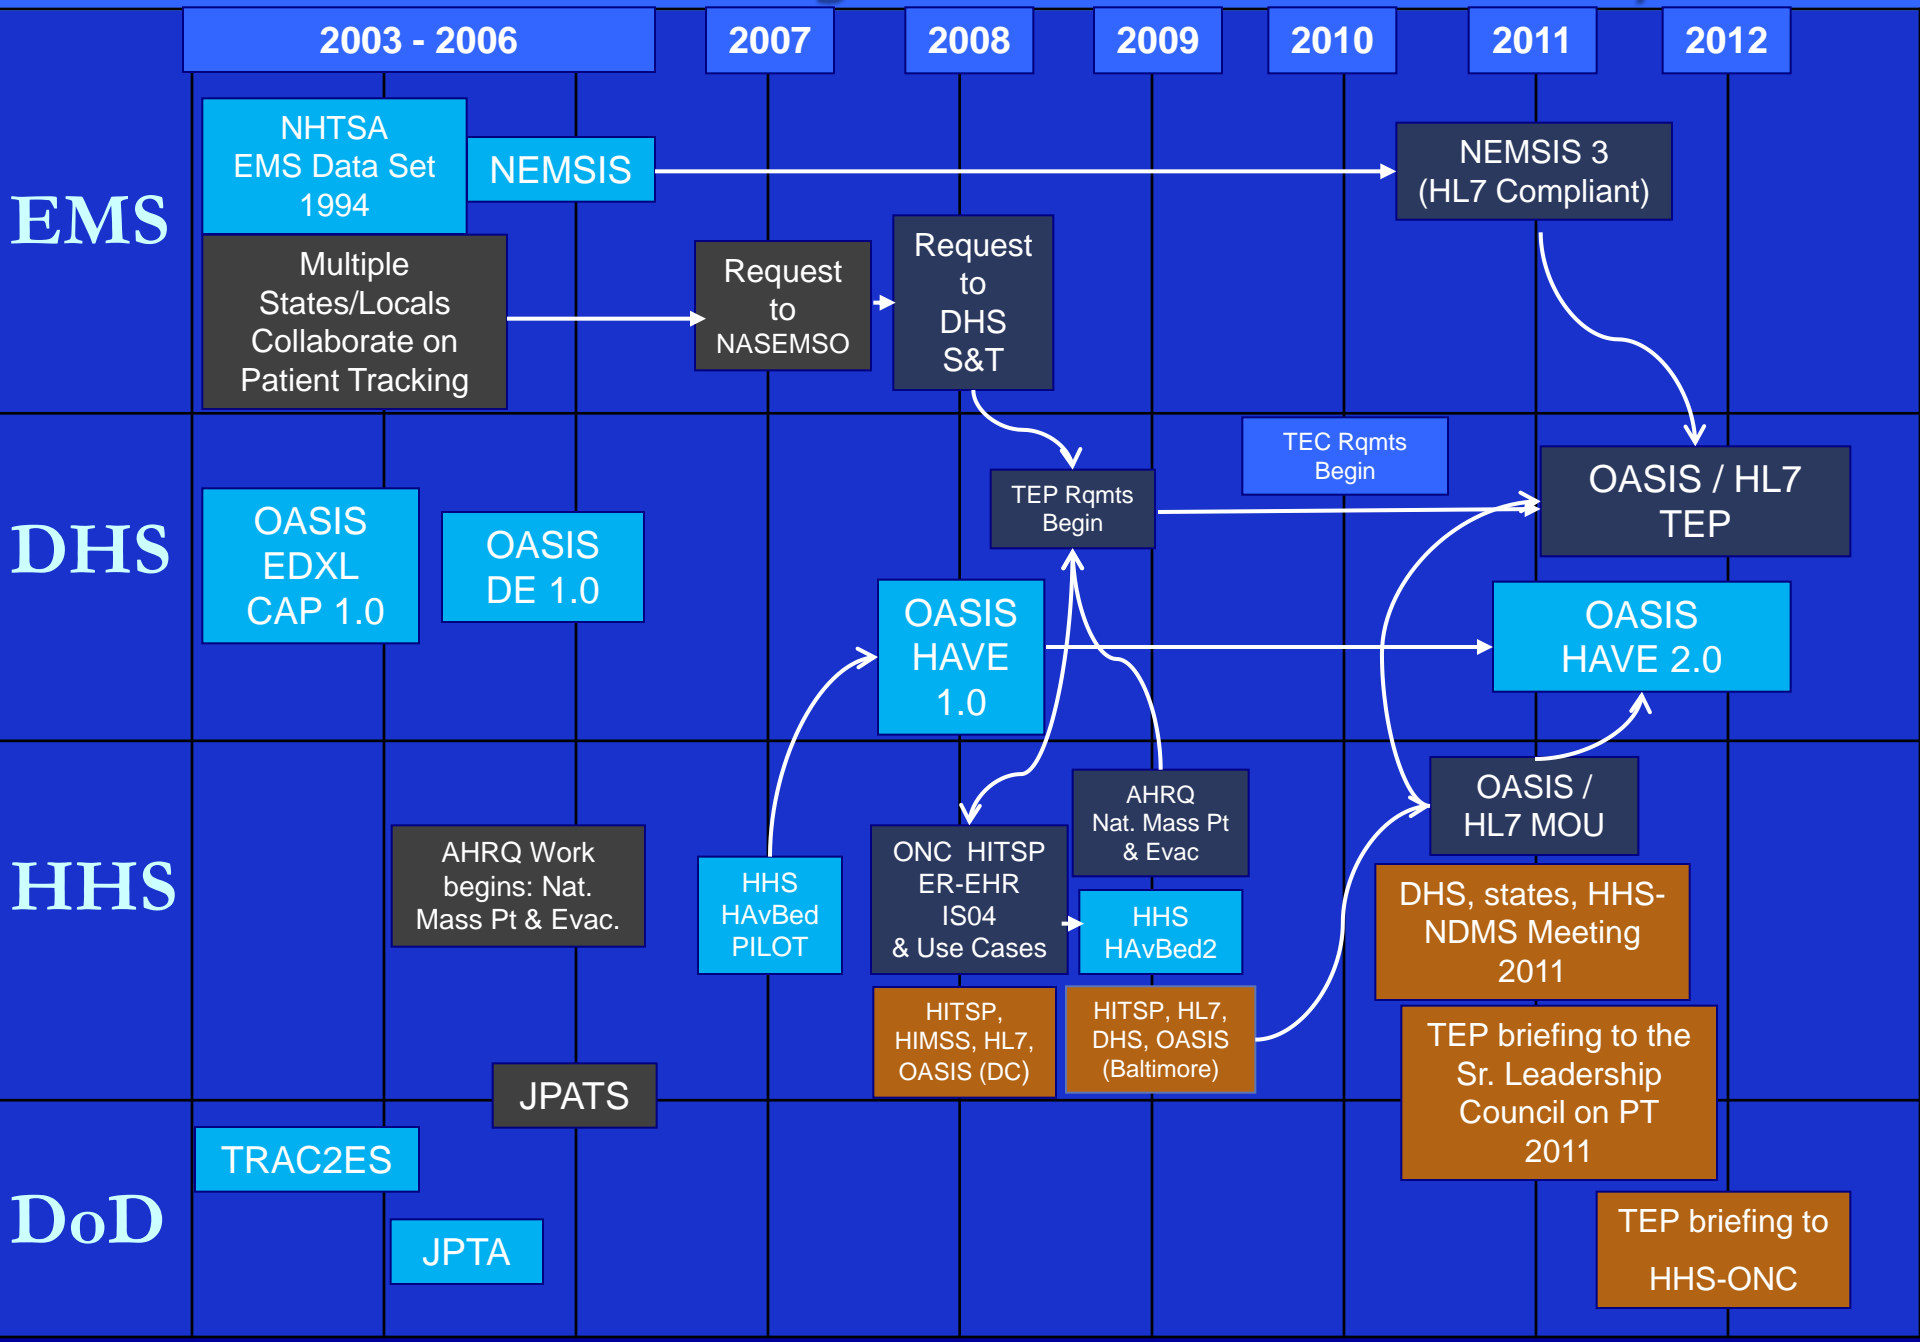 2003 - 2006
2007
2008
2009
2010
2011
2012
EMS
NHTSA
EMS Data Set
1994
NEMSIS
NEMSIS 3
(HL7 Compliant)
Multiple
States/Locals
Collaborate on
Patient Tracking
Request
to
NASEMSO
Request
to
DHS
S&T
DHS
OASIS
EDXL
CAP 1.0
OASIS
DE 1.0
TEP Rqmts
Begin
TEC Rqmts
Begin
OASIS / HL7
TEP
OASIS
HAVE
1.0
OASIS
HAVE 2.0
HHS
AHRQ Work
begins: Nat.
Mass Pt & Evac.
HHS
HAvBed
PILOT
ONC HITSP
ER-EHR
IS04
& Use Cases
AHRQ
Nat. Mass Pt
& Evac
HHS
HAvBed2
OASIS /
HL7 MOU
DHS, states, HHS-
NDMS Meeting
2011
HITSP,
HIMSS, HL7,
OASIS (DC)
HITSP, HL7,
DHS, OASIS
(Baltimore)
TEP briefing to the
Sr. Leadership
Council on PT
2011
JPATS
DoD
TRAC2ES
JPTA
TEP briefing to
HHS-ONC